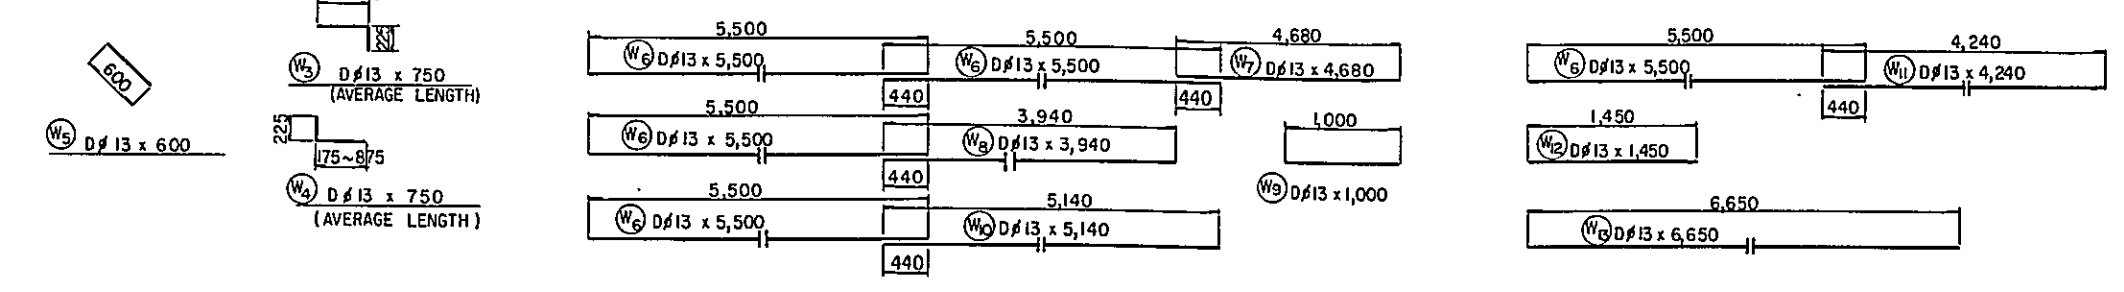 600
W5 Dø13 x 600
225
W3 Dø13 x 750
(AVERAGE LENGTH)
225
175~875
W4 Dø13 x 750
(AVERAGE LENGTH)
5,500
W6 Dø13 x 5,500
5,500
W6 Dø13 x 5,500
4,680
W7 Dø13 x 4,680
440
440
5,500
W6 Dø13 x 5,500
3,940
W8 Dø13 x 3,940
440
1,000
W9 Dø13 x 1,000
5,500
W6 Dø13 x 5,500
5,140
W10 Dø13 x 5,140
440
5,500
W6 Dø13 x 5,500
4,240
W11 Dø13 x 4,240
440
1,450
W12 Dø13 x 1,450
6,650
W13 Dø13 x 6,650